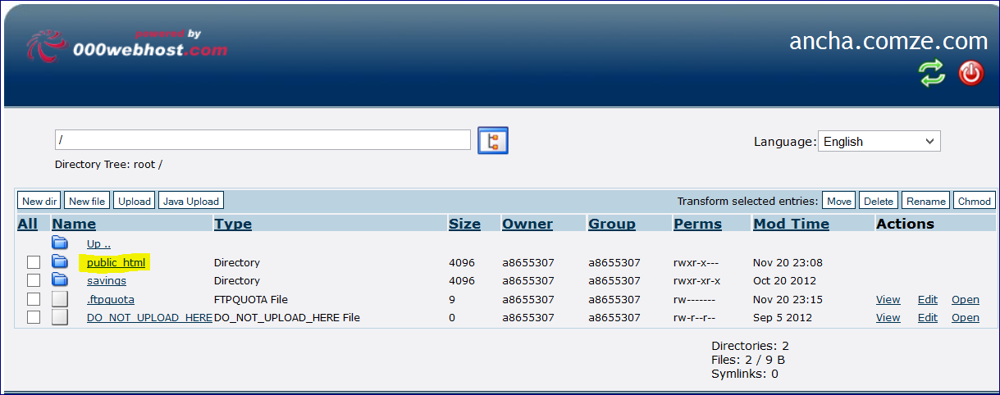 powered by
000webhost.com
ancha.comze.com
/
Language: English
Directory Tree: root /
New dir New file Upload Java Upload Transform selected entries: Move Delete Rename Chmod
All Name Type Size Owner Group Perms Mod Time Actions
Up ..
public_html Directory 4096 a8655307 a8655307 rwxr-x--- Nov 20 23:08
savings Directory 4096 a8655307 a8655307 rwxr-xr-x Oct 20 2012
.ftpquota FTPQUOTA File 9 a8655307 a8655307 rw------- Nov 20 23:15 View Edit Open
DO_NOT_UPLOAD_HERE DO_NOT_UPLOAD_HERE File 0 a8655307 a8655307 rw-r--r-- Sep 5 2012 View Edit Open
Directories: 2
Files: 2 / 9 B
Symlinks: 0